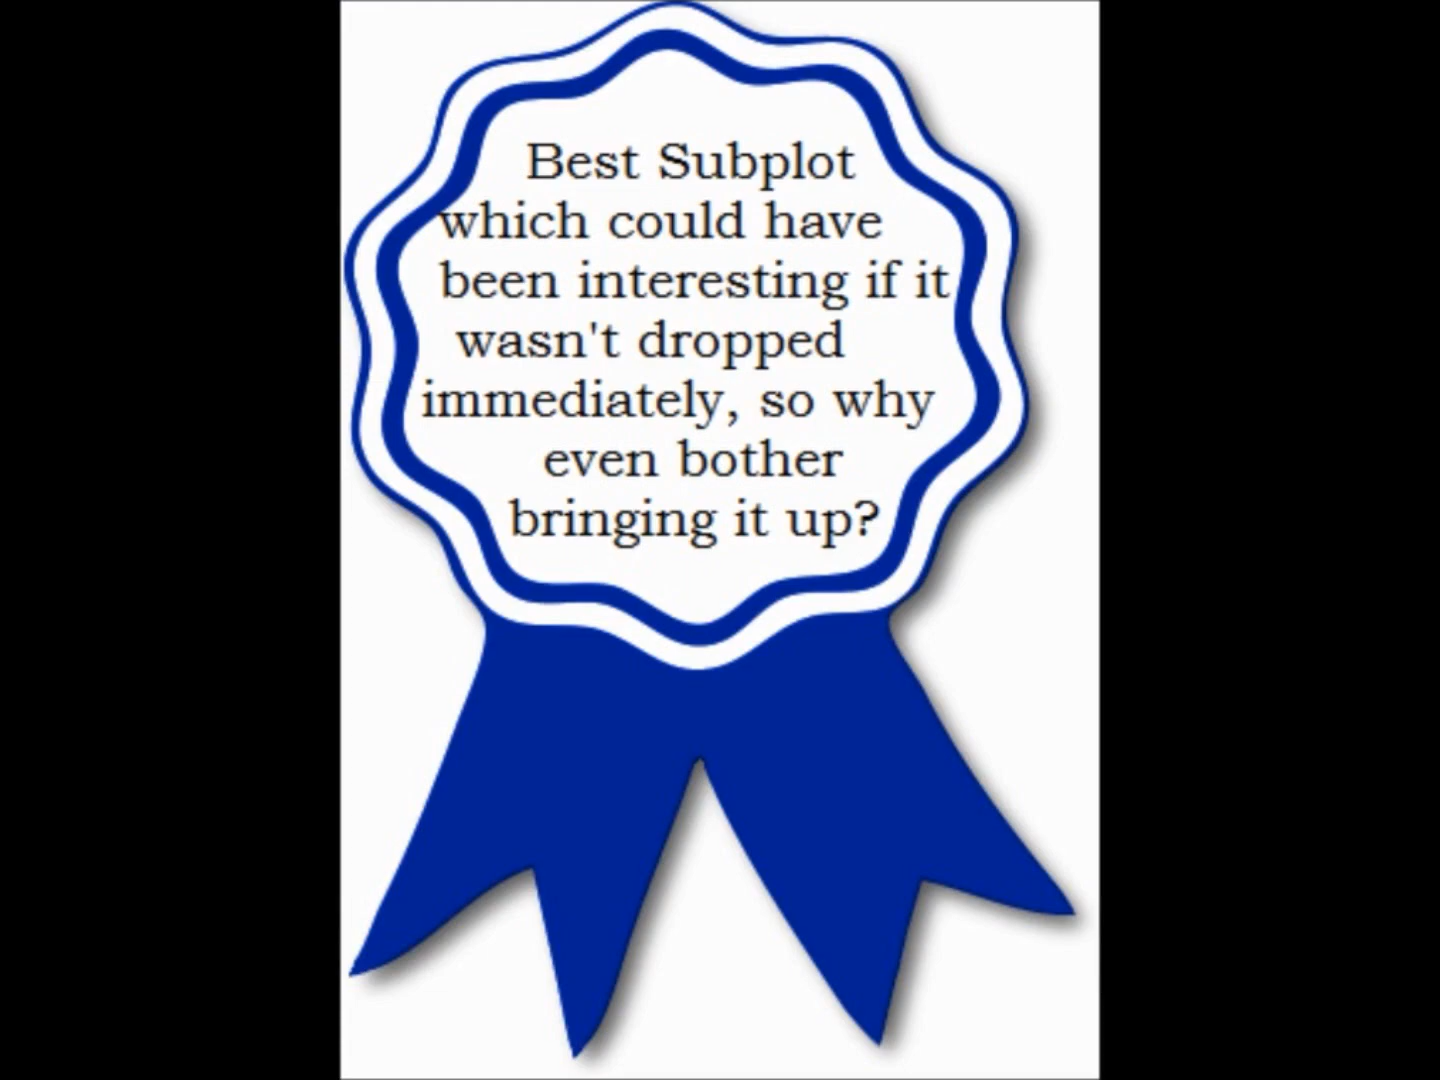 Best Subplot
which could have
been interesting if it
wasn't dropped
immediately, so why
even bother
bringing it up?